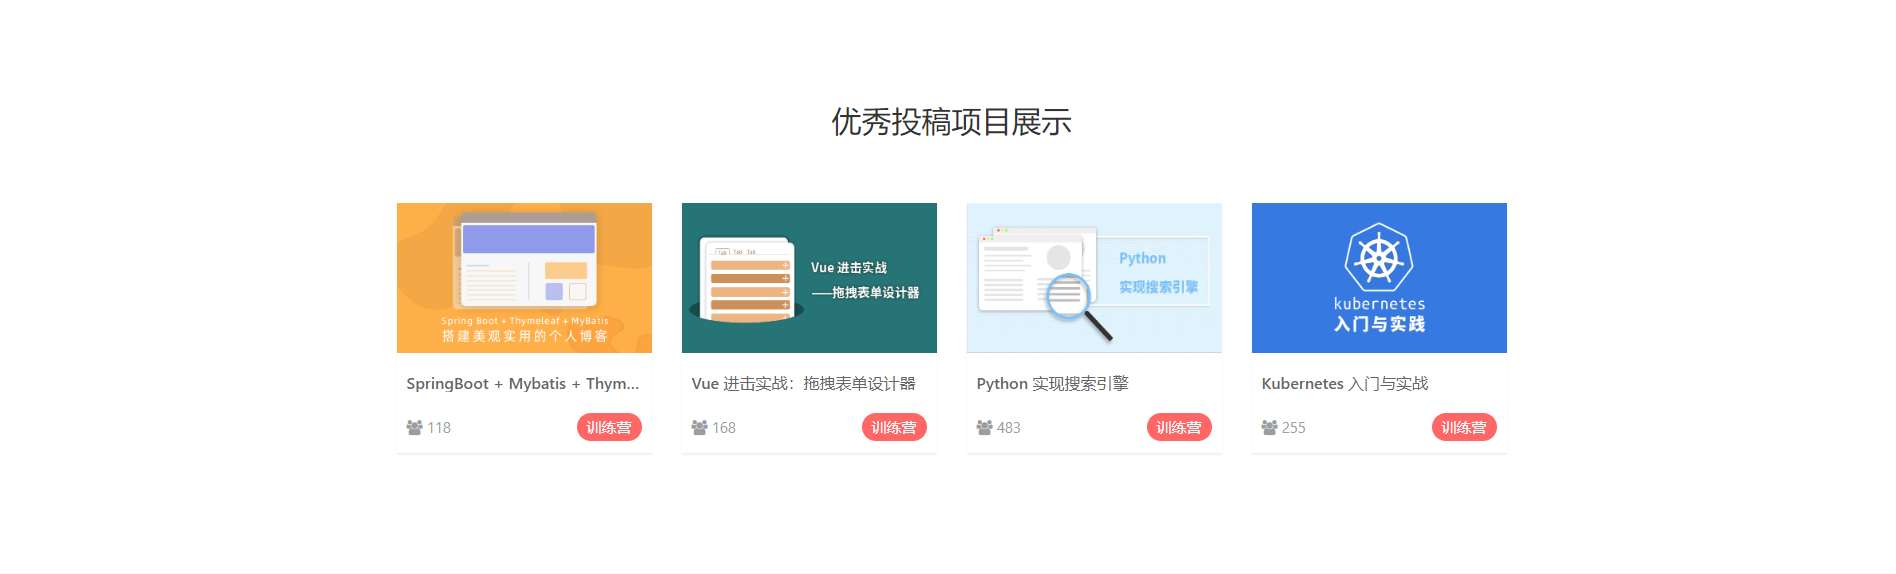 优秀投稿项目展示
Spring Boot + Thymeleaf + MyBatis
搭建美观实用的个人博客
SpringBoot + Mybatis + Thym...
118
训练营
Tab Tab Tab
Vue 进击实战
——拖拽表单设计器
Vue 进击实战：拖拽表单设计器
168
训练营
Python
实现搜索引擎
Python 实现搜索引擎
483
训练营
kubernetes
入门与实践
Kubernetes 入门与实战
255
训练营